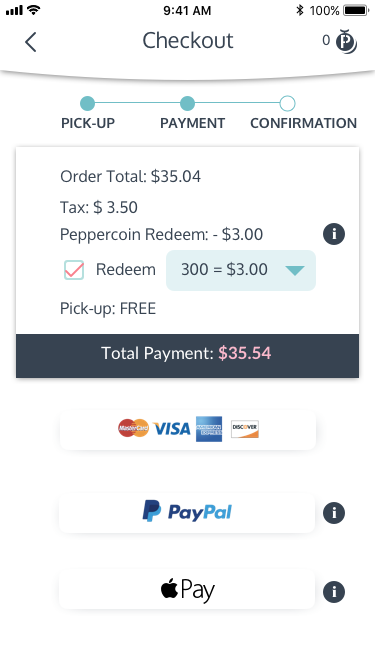 9:41 AM 100%
Checkout 0 P
PICK-UP PAYMENT CONFIRMATION
Order Total: $35.04
Tax: $ 3.50
Peppercoin Redeem: - $3.00 i
Redeem 300 = $3.00
Pick-up: FREE
Total Payment: $35.54
MasterCard VISA AMERICAN EXPRESS DISCOVER
PayPal i
Pay i